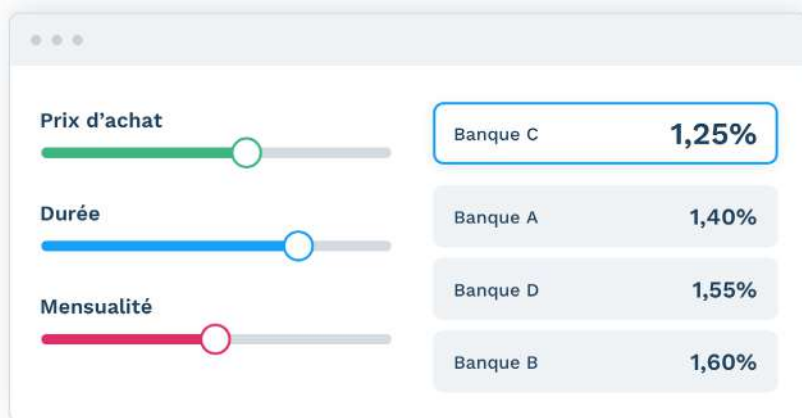 Prix d’achat
Durée
Mensualité
Banque C 1,25%
Banque A 1,40%
Banque D 1,55%
Banque B 1,60%